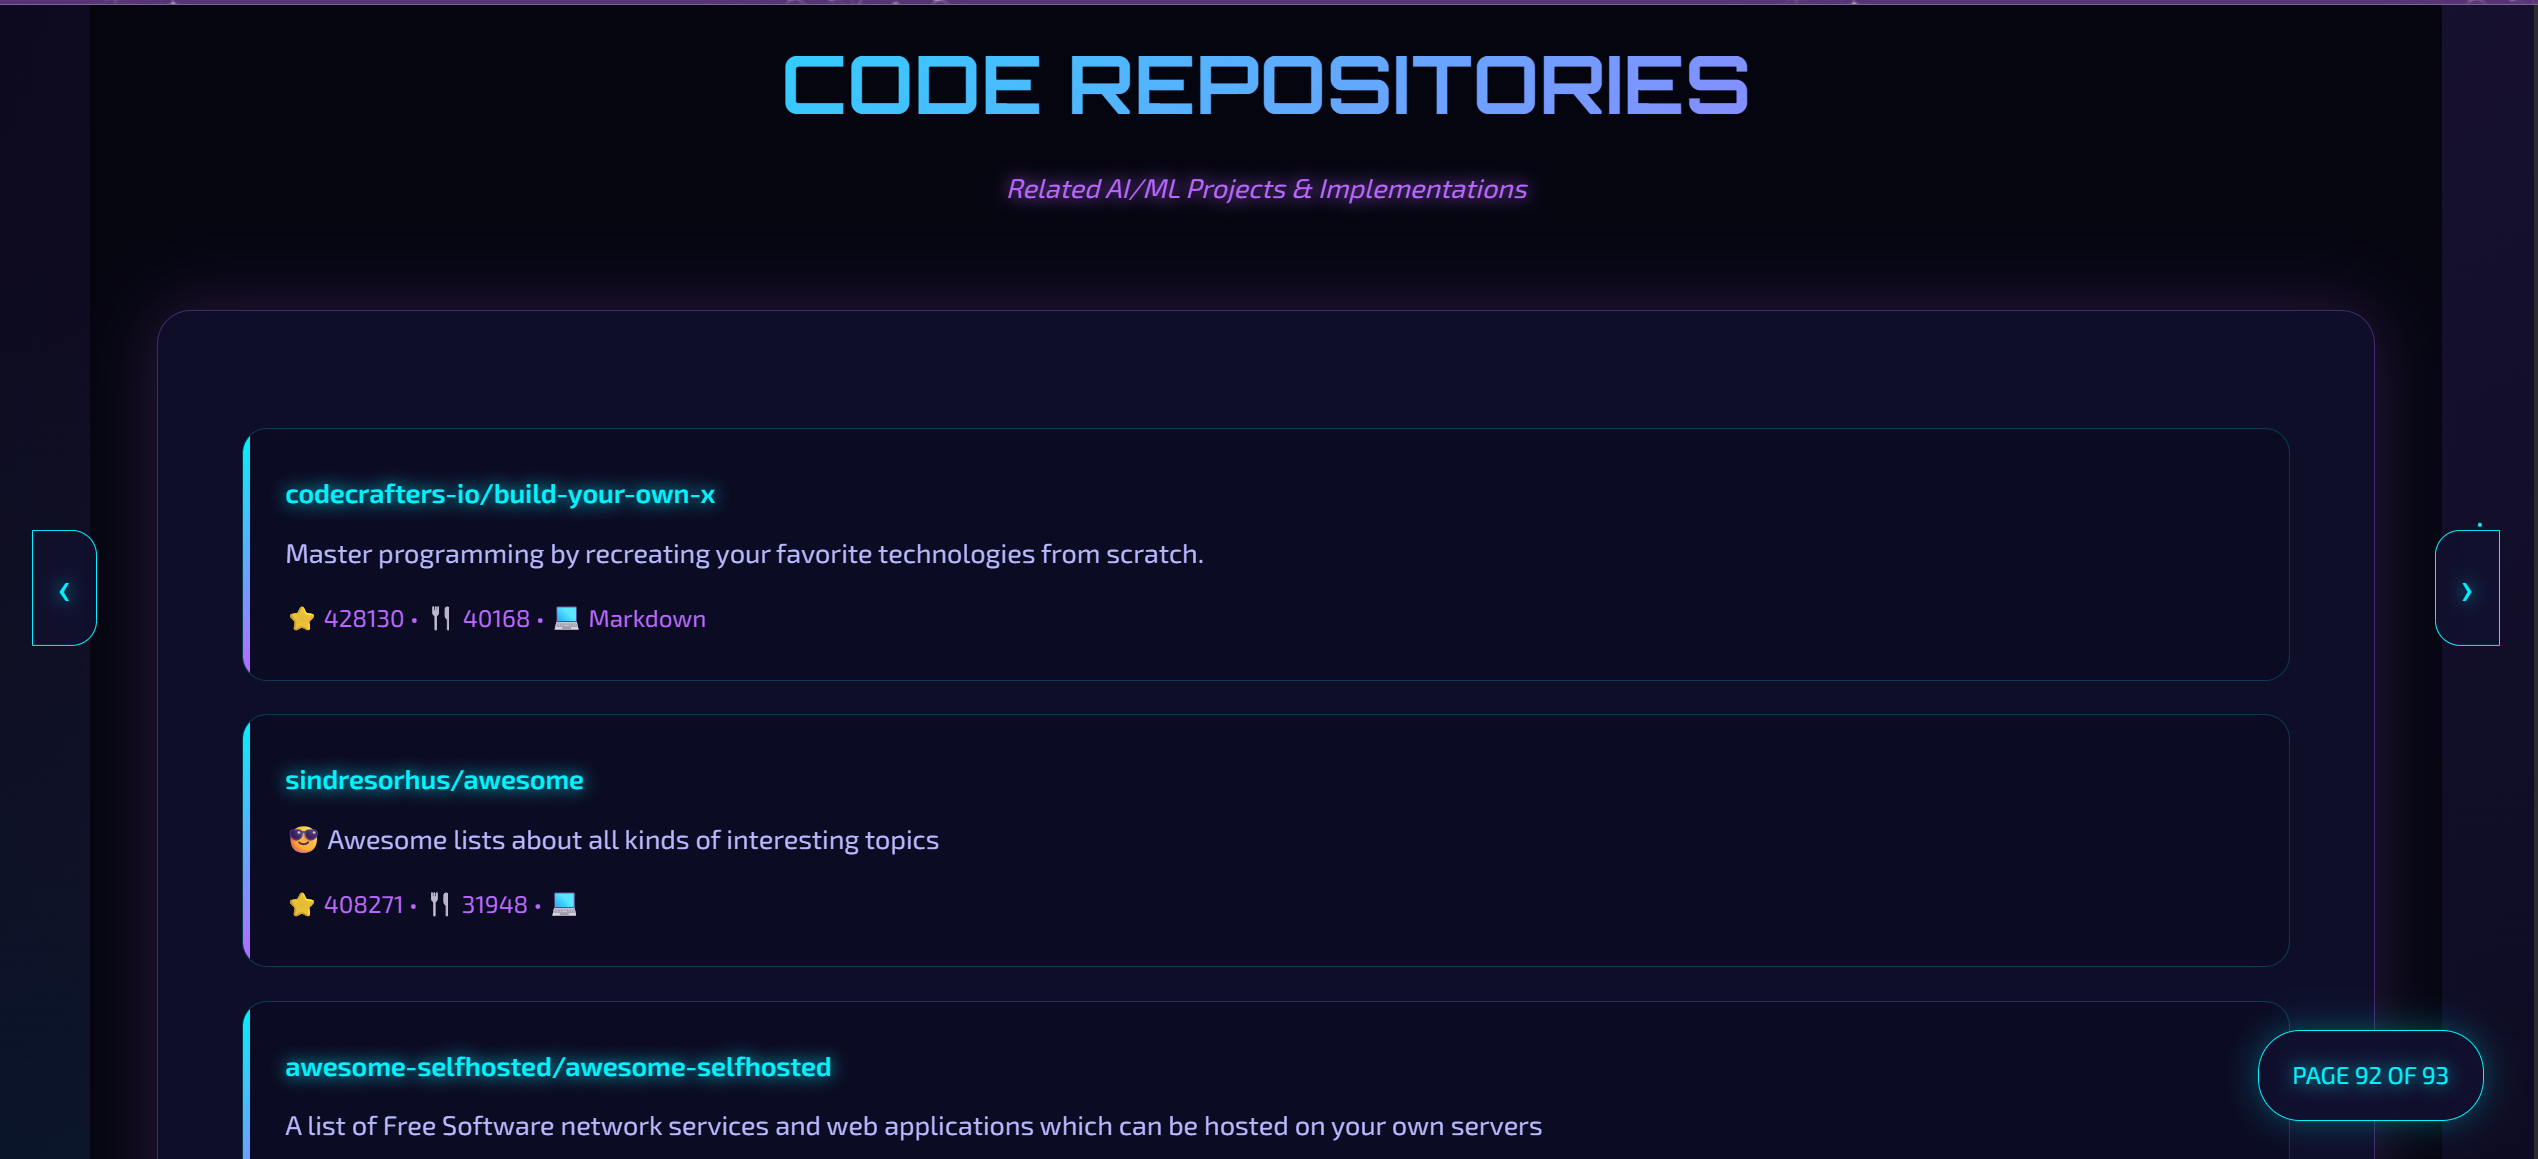 CODE REPOSITORIES
Related AI/ML Projects & Implementations
codecrafters-io/build-your-own-x
Master programming by recreating your favorite technologies from scratch.
⭐ 428130 • 🍴 40168 • 💻 Markdown
sindresorhus/awesome
😎 Awesome lists about all kinds of interesting topics
⭐ 408271 • 🍴 31948 • 💻
awesome-selfhosted/awesome-selfhosted
A list of Free Software network services and web applications which can be hosted on your own servers
❮
❯
PAGE 92 OF 93